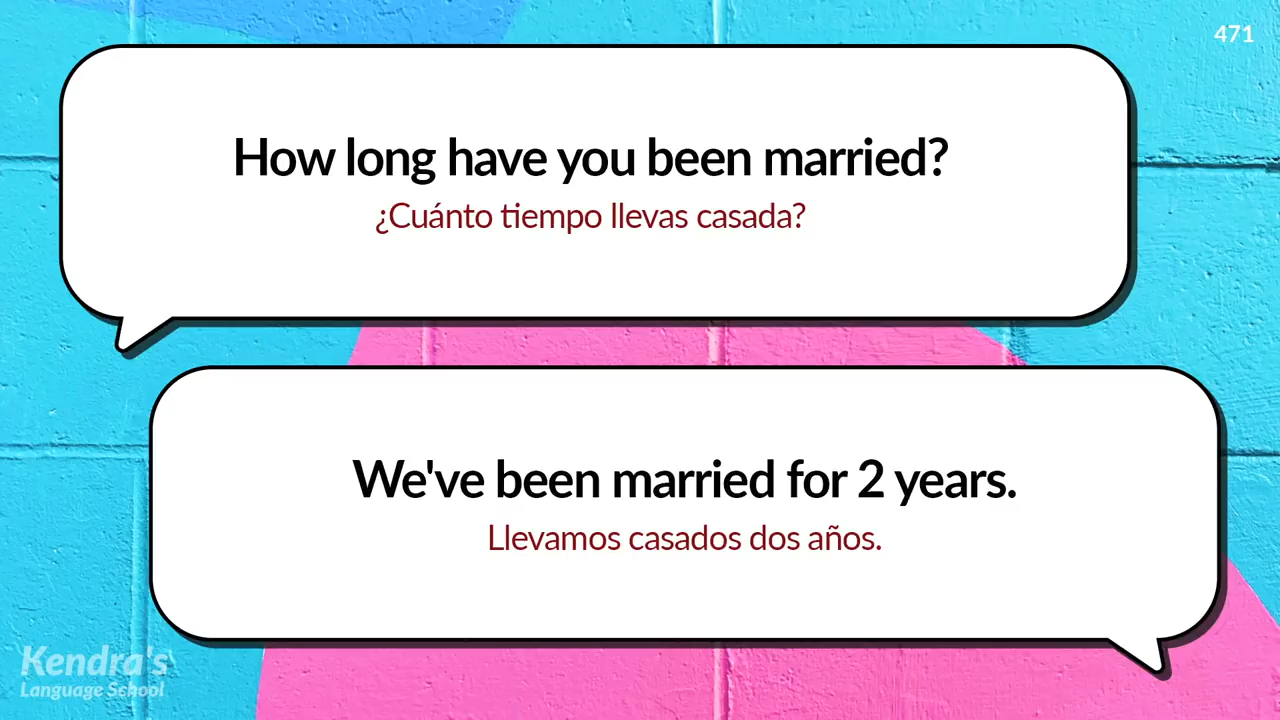 471
How long have you been married?
¿Cuánto tiempo llevas casada?
We've been married for 2 years.
Llevamos casados dos años.
Kendra's
Language School